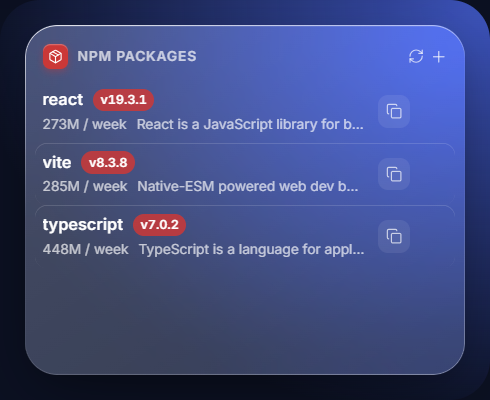 NPM PACKAGES
react v19.3.1
273M / week React is a JavaScript library for b...
vite v8.3.8
285M / week Native-ESM powered web dev b...
typescript v7.0.2
448M / week TypeScript is a language for appl...